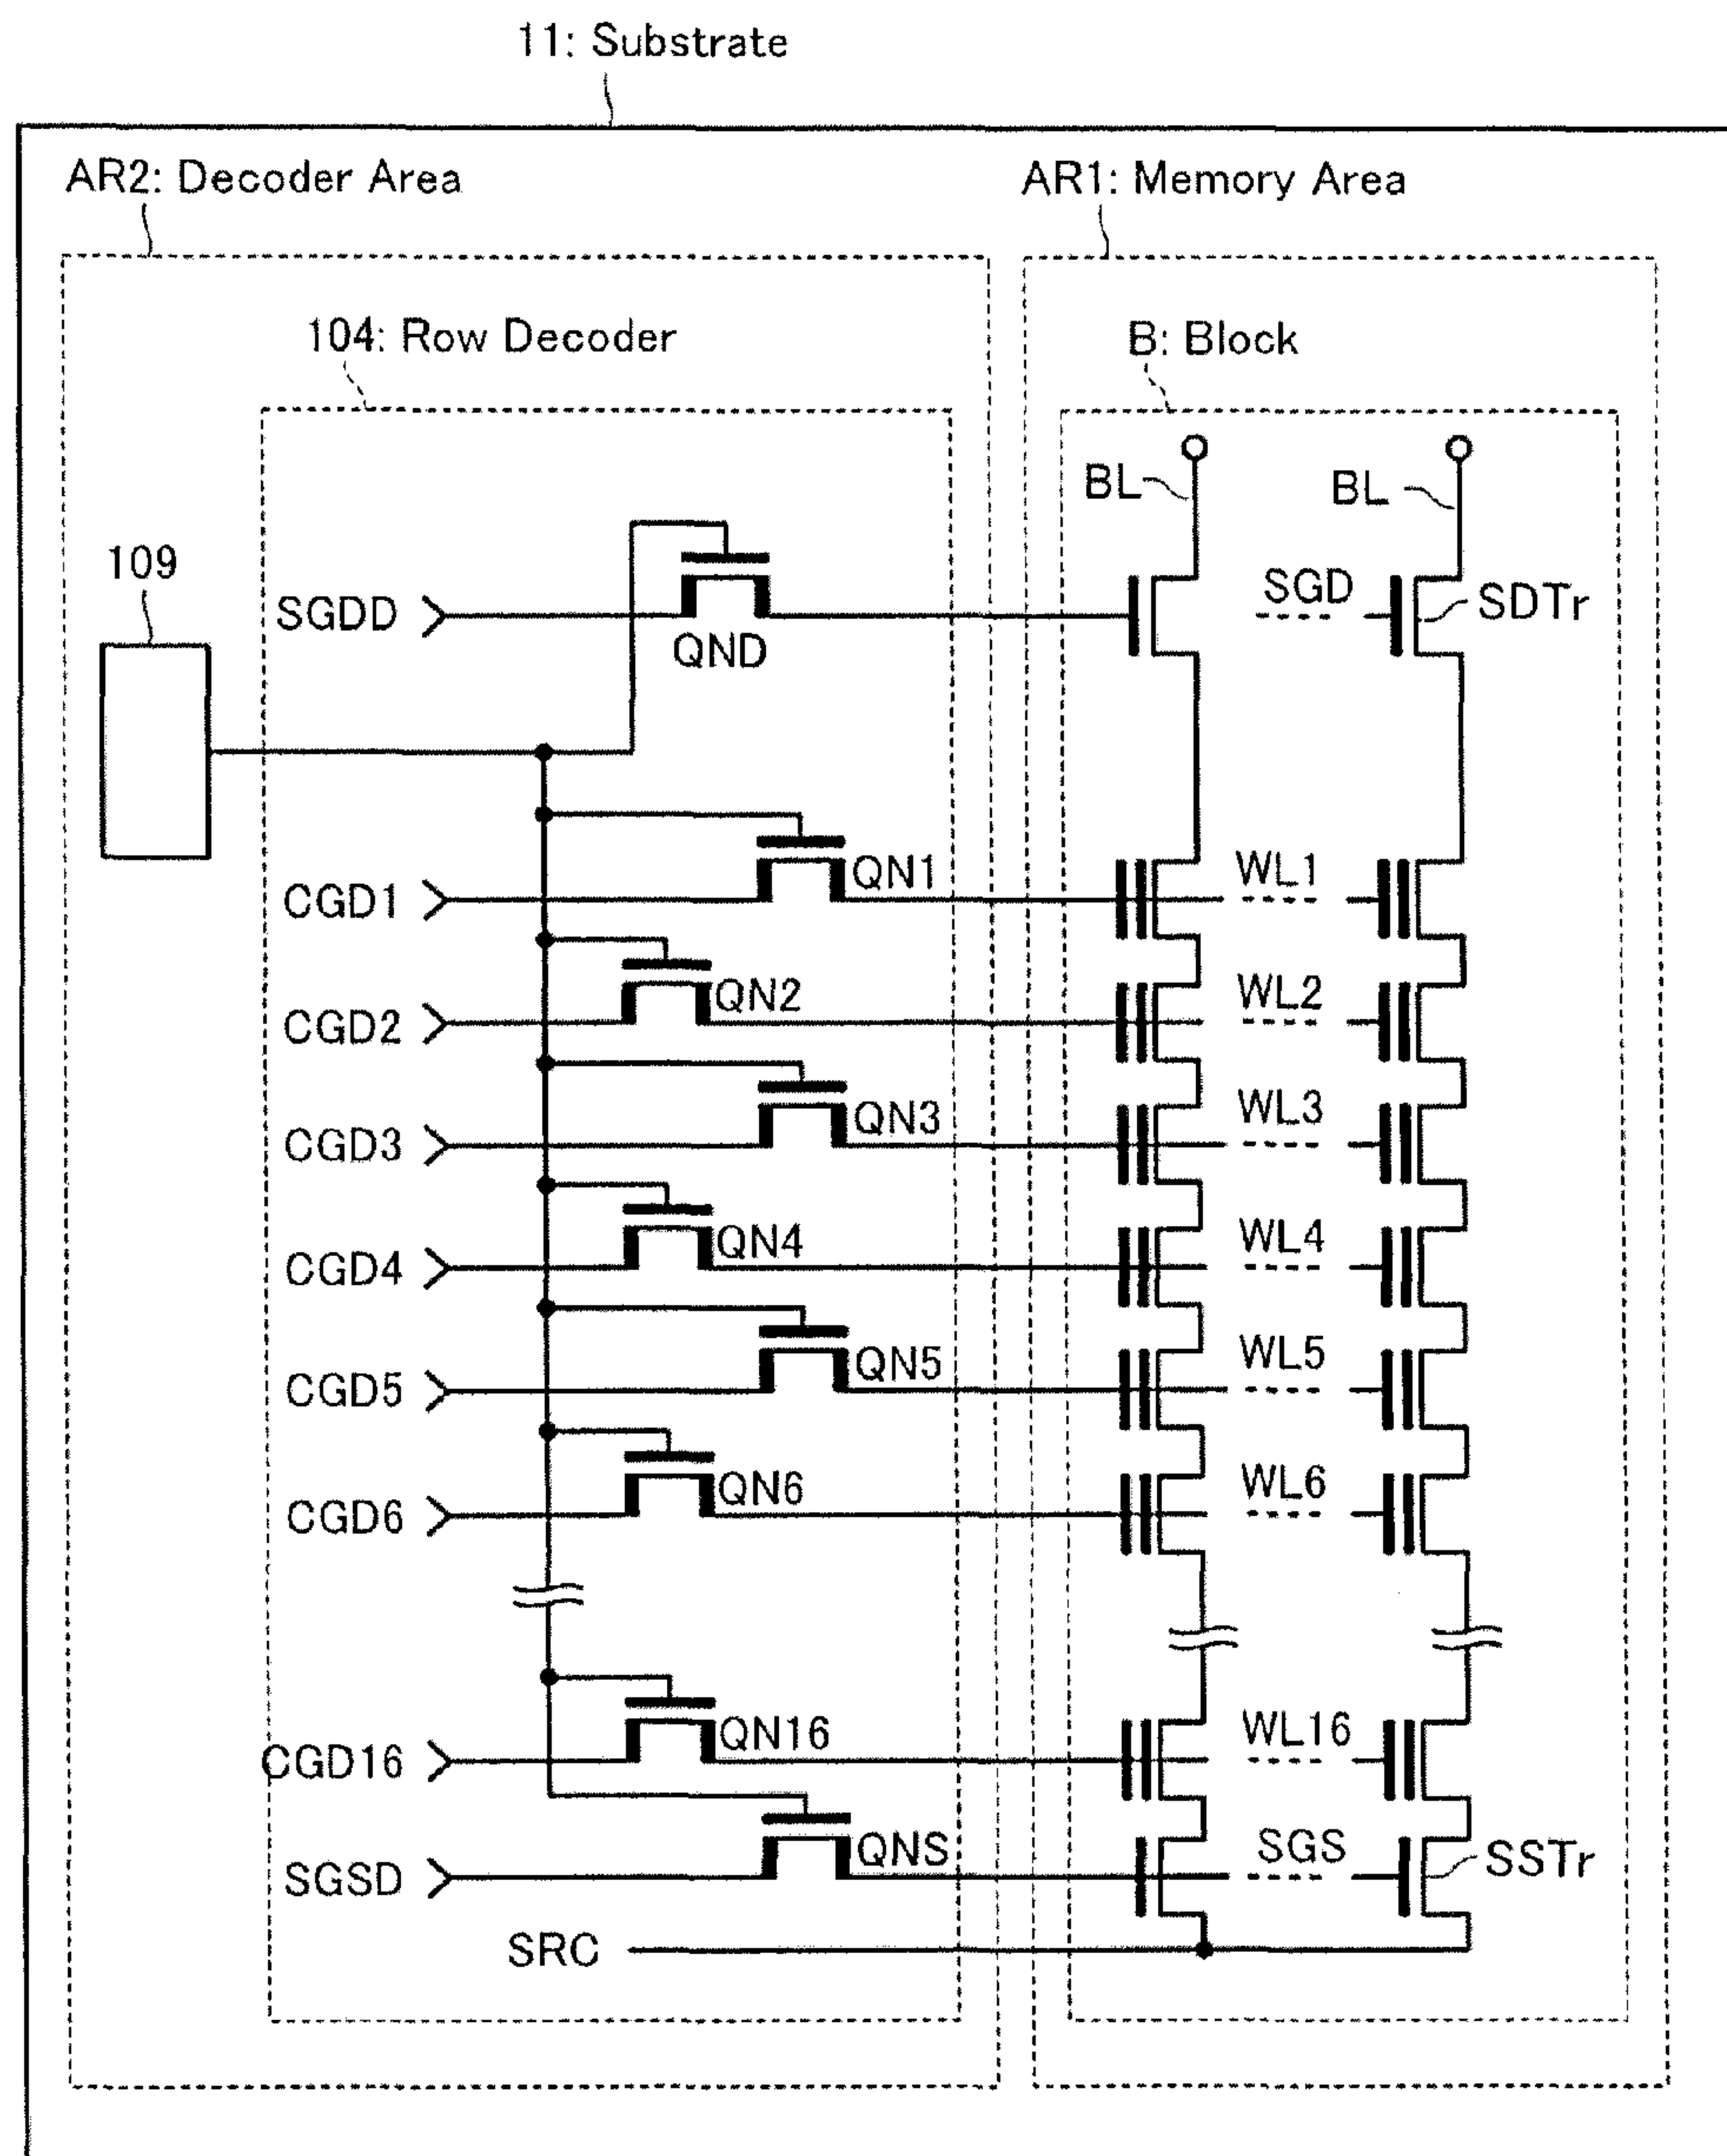 11: Substrate
AR2: Decoder Area
AR1: Memory Area
104: Row Decoder
B: Block
BL
BL
109
SGDD
QND
SGD
SDTr
CGD1
QN1
WL1
CGD2
QN2
WL2
CGD3
QN3
WL3
CGD4
QN4
WL4
CGD5
QN5
WL5
CGD6
QN6
WL6
CGD16
QN16
WL16
SGSD
QNS
SGS
SSTr
SRC